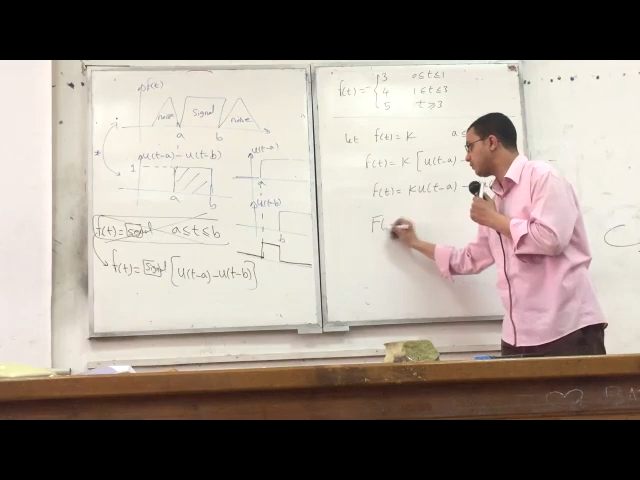 f(t)
noise
Signal
noise
a
b
u(t-a) - u(t-b)
1
a
b
u(t-a)
u(t-b)
b
f(t) = Signal a ≤ t ≤ b
f(t) = Signal [u(t-a) - u(t-b)]
f(t) = { 3 0 ≤ t ≤ 1
4 1 ≤ t ≤ 3
5 t ≥ 3
let f(t) = K a ≤
f(t) = K [u(t-a) -
f(t) = K u(t-a) -
F(